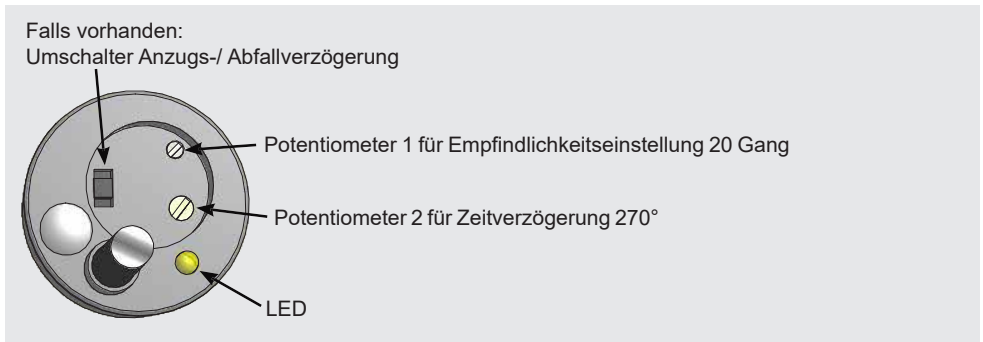 Falls vorhanden:
Umschalter Anzugs-/ Abfallverzögerung
Potentiometer 1 für Empfindlichkeitseinstellung 20 Gang
Potentiometer 2 für Zeitverzögerung 270°
LED